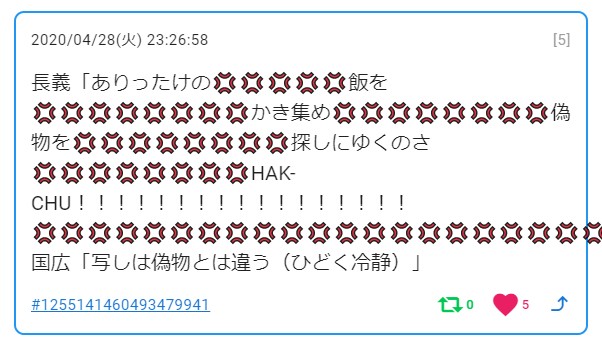 2020/04/28(火) 23:26:58 [5]
長義「ありったけの💢💢💢💢💢飯を
💢💢💢💢💢💢💢💢かき集め💢💢💢💢💢💢💢💢偽
物を💢💢💢💢💢💢💢💢探しにゆくのさ
💢💢💢💢💢💢💢💢HAK-
CHU！！！！！！！！！！！！！！！！！
💢💢💢💢💢💢💢💢💢💢💢💢💢💢💢💢💢💢💢💢💢
国広「写しは偽物とは違う（ひどく冷静）」
#1255141460493479941 0 5